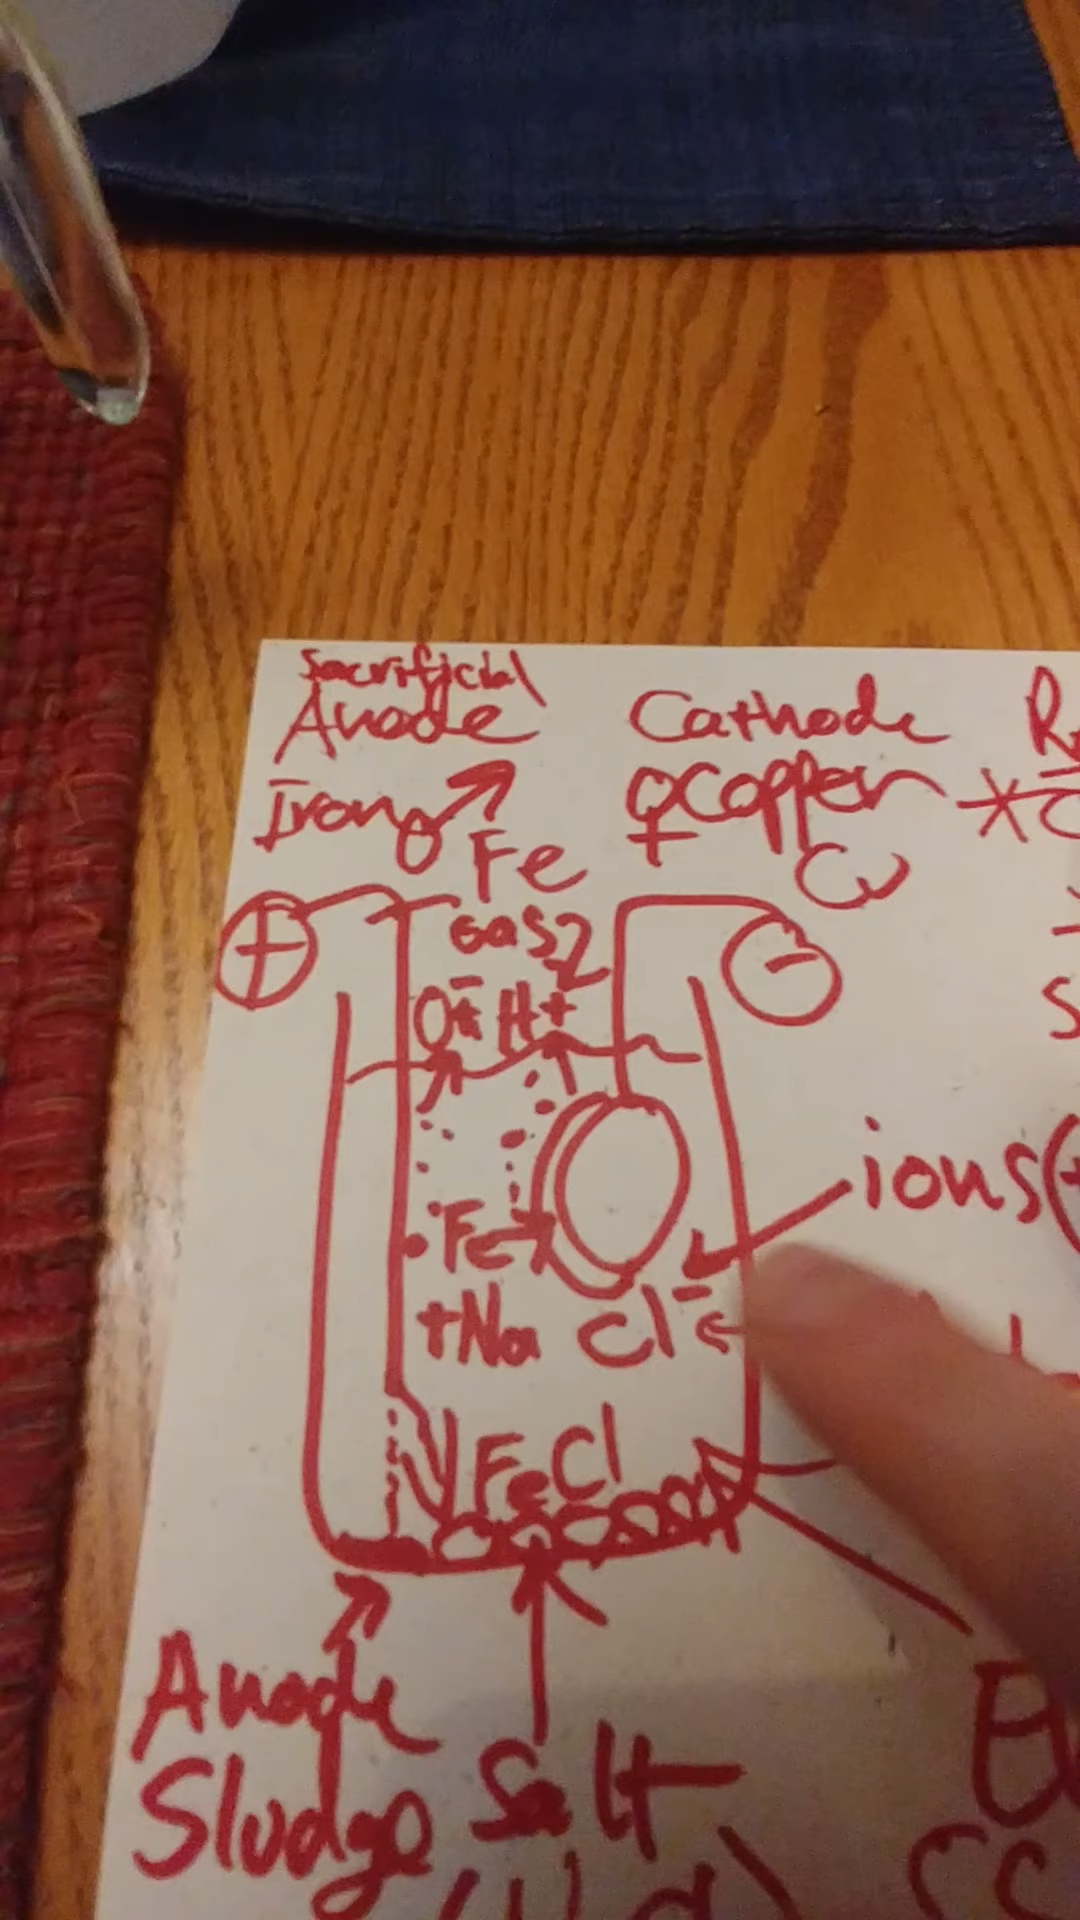 Sacrificial
Anode
Cathode
Iron
♀Copper
Fe
Cu
+
gas
-
O H+
ions
Fe
+Na Cl-
FeCl
Anode
Sludge
Salt